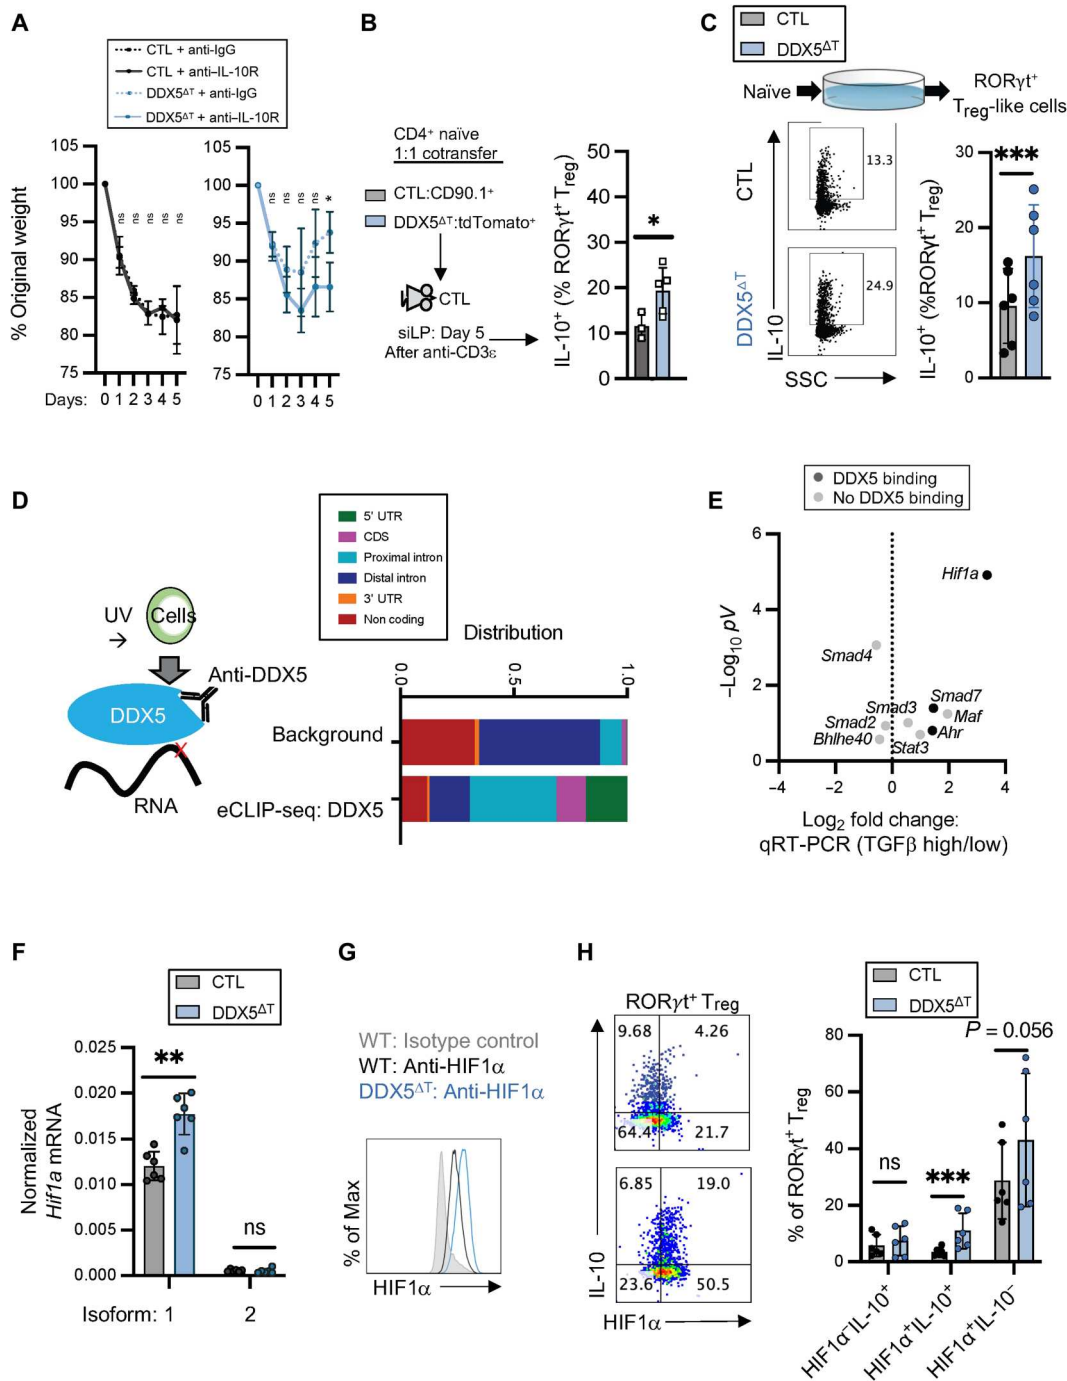 A
CTL + anti-IgG
CTL + anti–IL-10R
DDX5ΔT + anti-IgG
DDX5ΔT + anti–IL-10R
% Original weight
100
95
90
85
80
75
ns ns ns ns ns
Days: 0 1 2 3 4 5
100
95
90
85
80
75
ns ns ns ns *
0 1 2 3 4 5
B
CD4+ naïve
1:1 cotransfer
CTL:CD90.1+
DDX5ΔT:tdTomato+
CTL
siLP: Day 5
After anti-CD3ε
IL-10+ (% RORγt+ Treg)
50
40
30
20
10
0
*
C
CTL
DDX5ΔT
Naïve
RORγt+
Treg-like cells
CTL
13.3
DDX5ΔT
24.9
IL-10
SSC
IL-10+ (%RORγt+ Treg)
30
20
10
0
***
D
5' UTR
CDS
Proximal intron
Distal intron
3' UTR
Non coding
UV
Cells
Anti-DDX5
DDX5
X
RNA
Distribution
0.0
0.5
1.0
Background
eCLIP-seq: DDX5
E
DDX5 binding
No DDX5 binding
−Log10 pV
6
4
2
0
Hif1a
Smad4
Smad7
Smad3
Maf
Smad2
Ahr
Bhlhe40
Stat3
−4 −2 0 2 4
Log2 fold change:
qRT-PCR (TGFβ high/low)
F
CTL
DDX5ΔT
Normalized
Hif1a mRNA
0.025
0.020
0.015
0.010
0.005
0.000
**
ns
Isoform: 1 2
G
WT: Isotype control
WT: Anti-HIF1α
DDX5ΔT: Anti-HIF1α
% of Max
HIF1α
H
RORγt+ Treg
9.68 4.26
64.4 21.7
6.85 19.0
23.6 50.5
IL-10
HIF1α
CTL
DDX5ΔT
P = 0.056
% of RORγt+ Treg
80
60
40
20
0
ns
***
HIF1α−IL-10+
HIF1α+IL-10+
HIF1α+IL-10−